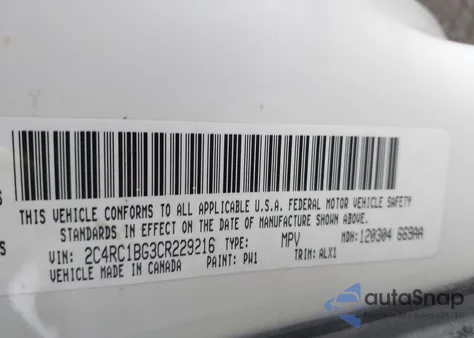 THIS VEHICLE CONFORMS TO ALL APPLICABLE U.S.A. FEDERAL MOTOR VEHICLE SAFETY
STANDARDS IN EFFECT ON THE DATE OF MANUFACTURE SHOWN ABOVE.
VIN: 2C4RC1BG3CR229216 TYPE: MPV MDH: 120304 669AA
VEHICLE MADE IN CANADA PAINT: PW1 TRIM: ALX1
autoSnap